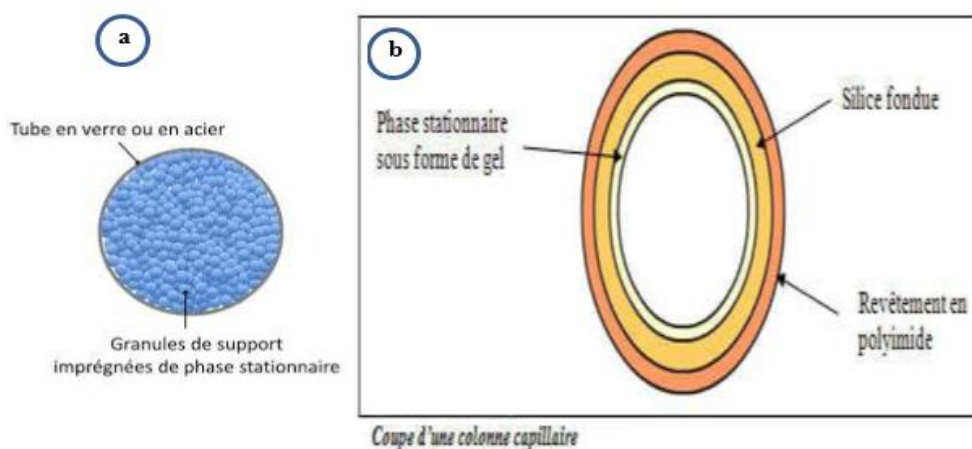 a
Tube en verre ou en acier
Granules de support
imprégnées de phase stationnaire
b
Phase stationnaire
sous forme de gel
Silice fondue
Revêtement en
polyimide
Coupe d'une colonne capillaire